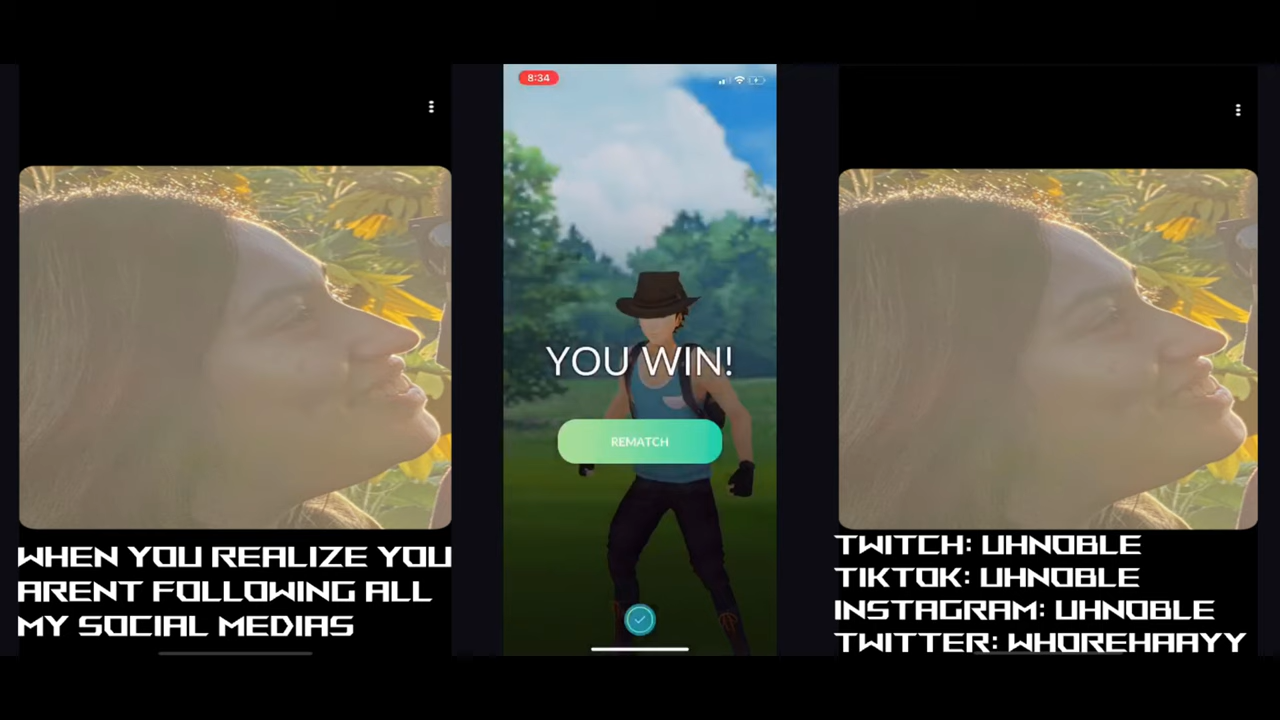 8:34
YOU WIN!
REMATCH
WHEN YOU REALIZE YOU
ARENT FOLLOWING ALL
MY SOCIAL MEDIAS
TWITCH: UHNOBLE
TIKTOK: UHNOBLE
INSTAGRAM: UHNOBLE
TWITTER: WHOREHAAYY